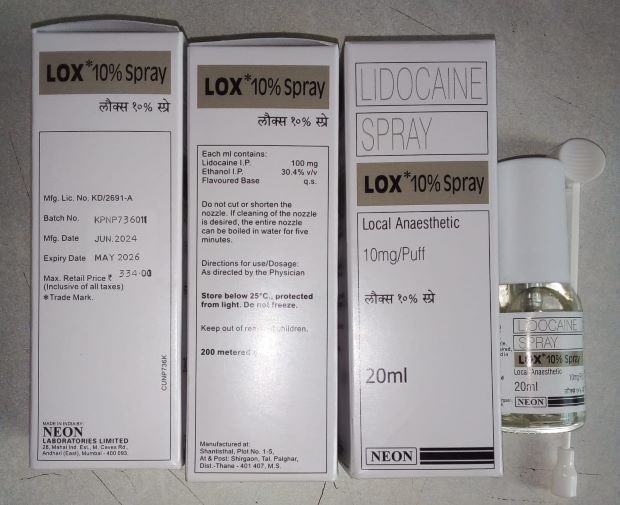 LOX*10% Spray
लौक्स १०% स्प्रे
Mfg. Lic. No. KD/2691-A
Batch No. KPNP736011
Mfg. Date JUN.2024
Expiry Date MAY 2026
Max. Retail Price ₹ 334.00
(Inclusive of all taxes)
*Trade Mark.
CUNP736K
MADE IN INDIA BY:
NEON
LABORATORIES LIMITED
28, Mahal Ind. Est., M. Caves Rd.,
Andheri (East), Mumbai - 400 093.
LOX*10% Spray
लौक्स १०% स्प्रे
Each ml contains:
Lidocaine I.P. 100 mg
Ethanol I.P. 30.4% v/v
Flavoured Base q.s.
Do not cut or shorten the
nozzle. If cleaning of the nozzle
is desired, the entire nozzle
can be boiled in water for five
minutes.
Directions for use/Dosage:
As directed by the Physician
Store below 25°C., protected
from light. Do not freeze.
Keep out of reach of children.
200 metered
Manufactured at:
Shantisthal, Plot No. 1-5,
At & Post: Shirgaon, Tal. Palghar,
Dist.-Thane - 401 407, M.S.
LIDOCAINE
SPRAY
LOX*10% Spray
Local Anaesthetic
10mg/Puff
लौक्स १०% स्प्रे
20ml
NEON
LIDOCAINE
SPRAY
LOX*10% Spray
Local Anaesthetic
10mg/Puff
20ml
NEON